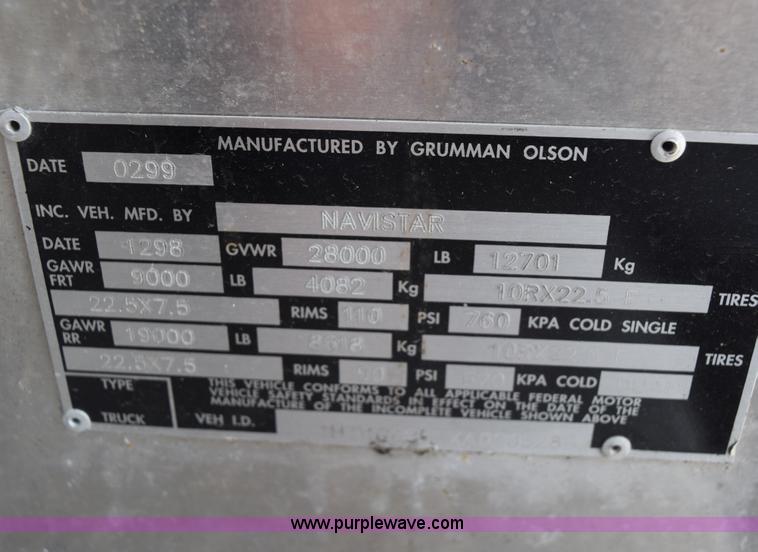 MANUFACTURED BY GRUMMAN OLSON
DATE 0299
INC. VEH. MFD. BY NAVISTAR
DATE 1298 GVWR 28000 LB 12701 Kg
GAWR FRT 9000 LB 4082 Kg 10RX22.5 TIRES
22.5X7.5 RIMS 110 PSI 760 KPA COLD SINGLE
GAWR RR 19000 LB 8618 Kg TIRES
22.5X7.5 RIMS PSI KPA COLD
TYPE TRUCK
THIS VEHICLE CONFORMS TO ALL APPLICABLE FEDERAL MOTOR
VEHICLE SAFETY STANDARDS IN EFFECT ON THE DATE OF THE
MANUFACTURE OF THE INCOMPLETE VEHICLE SHOWN ABOVE
VEH I.D.
www.purplewave.com